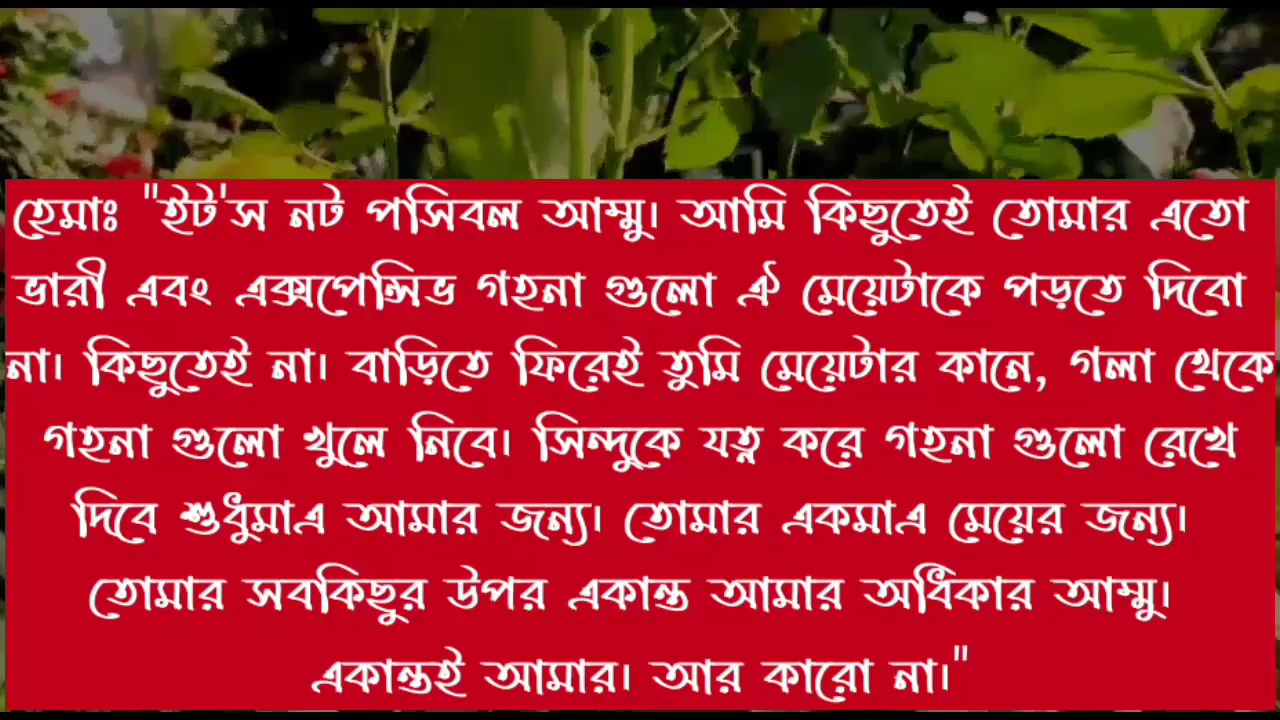 হেমাঃ "ইট'স নট পসিবল আম্মু। আমি কিছুতেই তোমার এতো
ভারী এবং এক্সপেন্সিভ গহনা গুলো ঐ মেয়েটাকে পড়তে দিবো
না। কিছুতেই না। বাড়িতে ফিরেই তুমি মেয়েটার কানে, গলা থেকে
গহনা গুলো খুলে নিবে। সিন্দুকে যত্ন করে গহনা গুলো রেখে
দিবে শুধুমাএ আমার জন্য। তোমার একমাএ মেয়ের জন্য।
তোমার সবকিছুর উপর একান্ত আমার অধিকার আম্মু।
একান্তই আমার। আর কারো না।"